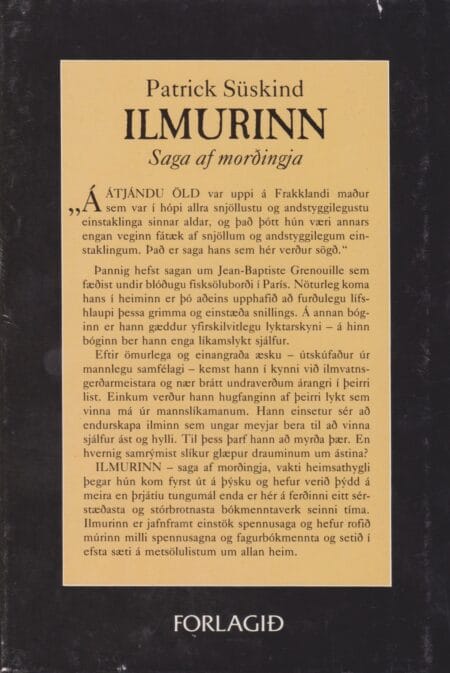 Patrick Süskind
ILMURINN
Saga af morðingja
„Á ÁTJÁNDU ÖLD var uppi á Frakklandi maður
sem var í hópi allra snjöllustu og andstyggilegustu
einstaklinga sinnar aldar, og það þótt hún væri annars
engan veginn fátæk af snjöllum og andstyggilegum ein-
staklingum. Það er saga hans sem hér verður sögð.“
Þannig hefst sagan um Jean-Baptiste Grenouille sem
fæðist undir blóðugu fisksöluborði í París. Nöturleg koma
hans í heiminn er þó aðeins upphafið að furðulegu lífs-
hlaupi þessa grimma og einstæða snillings. Á annan bóg-
inn er hann gæddur yfirskilvitlegu lyktarskyni – á hinn
bóginn ber hann enga líkamslykt sjálfur.
Eftir ömurlega og einangraða æsku – útskúfaður úr
mannlegu samfélagi – kemst hann í kynni við ilmvatns-
gerðarmeistara og nær brátt undraverðum árangri í þeirri
list. Einkum verður hann hugfanginn af þeirri lykt sem
vinna má úr mannslíkamanum. Hann einsetur sér að
endurskapa ilminn sem ungar meyjar bera til að vinna
sjálfur ást og hylli. Til þess þarf hann að myrða þær. En
hvernig samrýmist slíkur glæpur draumnum um ástina?
ILMURINN – saga af morðingja, vakti heimsathygli
þegar hún kom fyrst út á þýsku og hefur verið þýdd á
meira en þrjátíu tungumál enda er hér á ferðinni eitt sér-
stæðasta og stórbrotnasta bókmenntaverk seinni tíma.
Ilmurinn er jafnframt einstök spennusaga og hefur rofið
múrinn milli spennusagna og fagurbókmennta og setið í
efsta sæti á metsölulistum um allan heim.
FORLAGIÐ